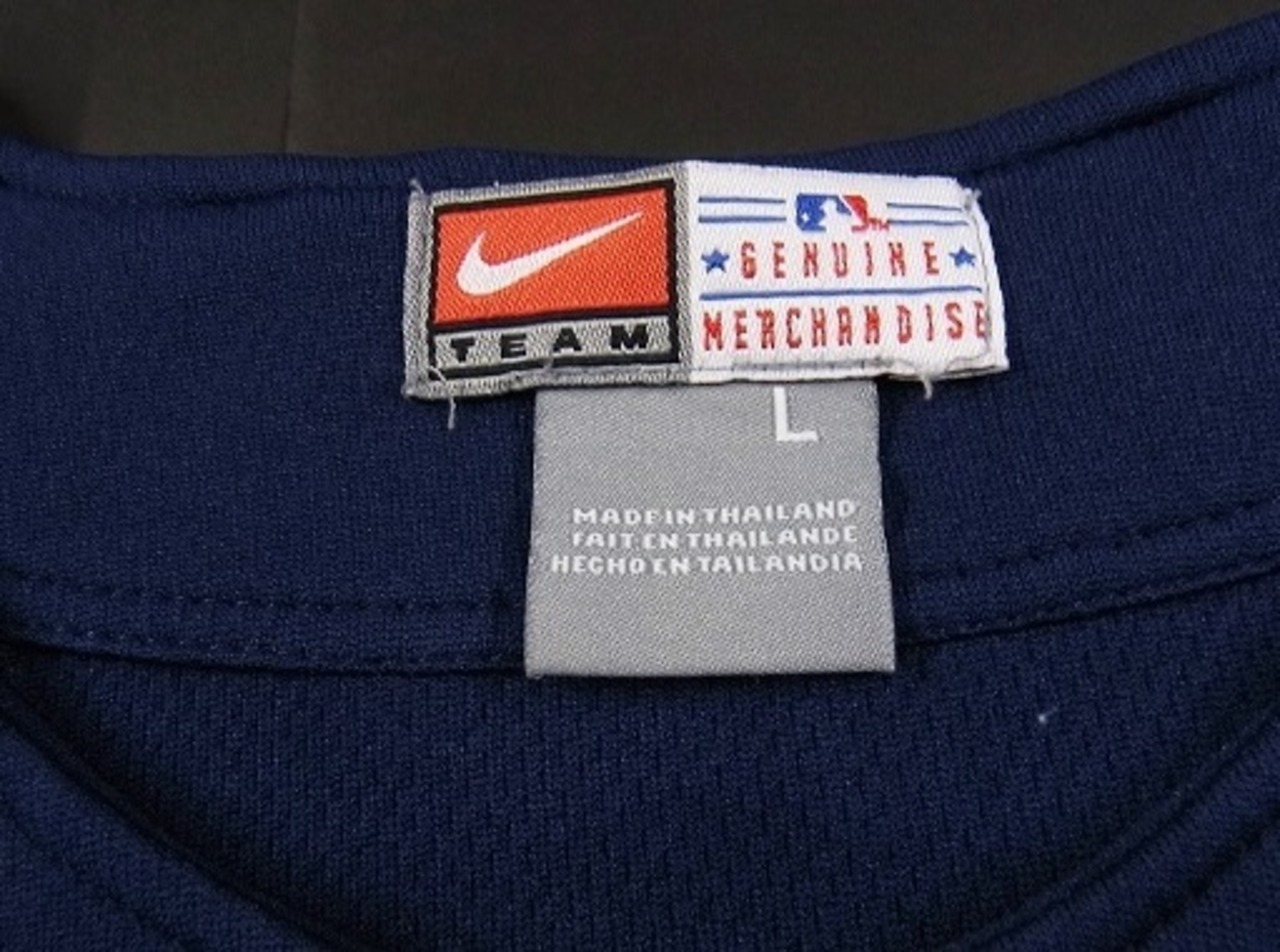 TEAM
GENUINE
MERCHANDISE
L
MADE IN THAILAND
FAIT EN THAILANDE
HECHO EN TAILANDIA